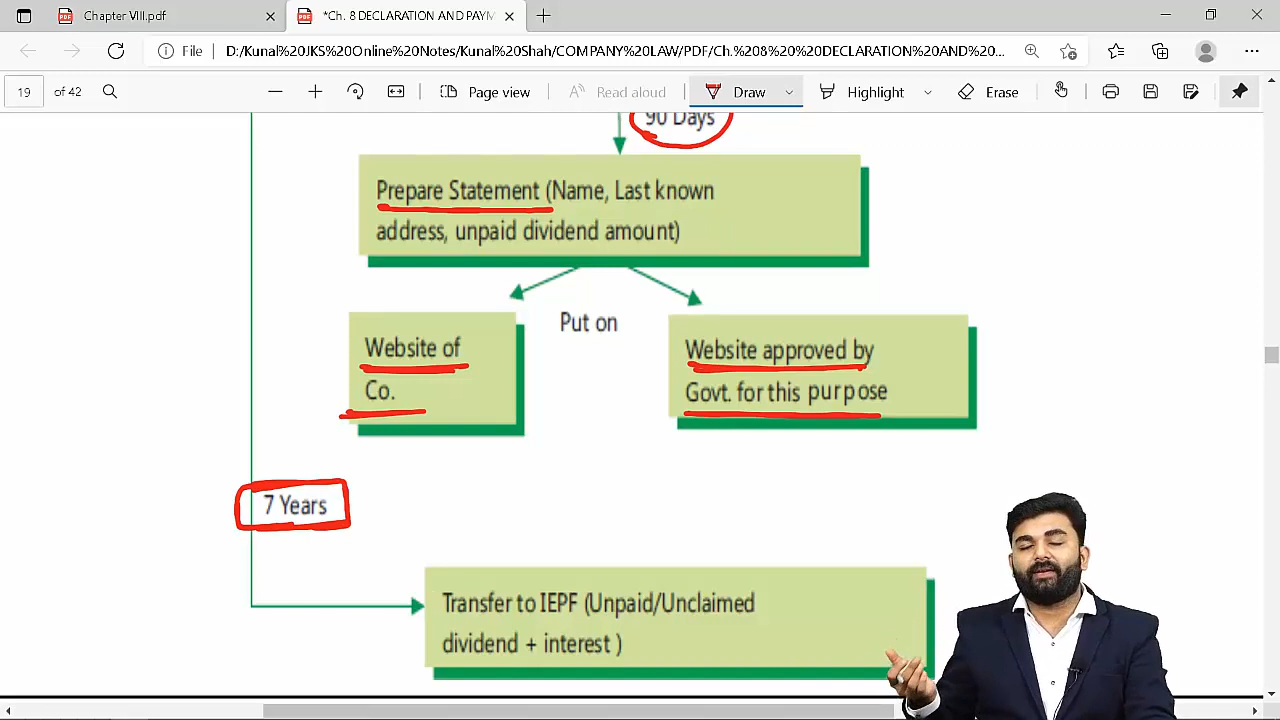 Chapter VIII.pdf
*Ch. 8 DECLARATION AND PAYM
File
D:/Kunal%20JKS%20Online%20Notes/Kunal%20Shah/COMPANY%20LAW/PDF/Ch.%208%20%20DECLARATION%20AND%20...
19 of 42
Page view
Read aloud
Draw
Highlight
Erase
90 Days
Prepare Statement (Name, Last known
address, unpaid dividend amount)
Put on
Website of
Co.
Website approved by
Govt. for this purpose
7 Years
Transfer to IEPF (Unpaid/Unclaimed
dividend + interest )